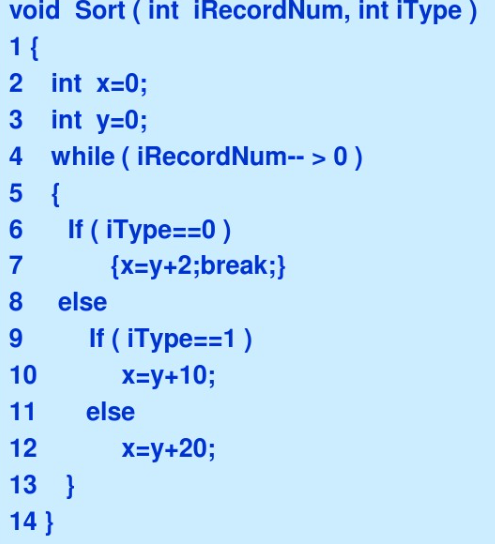 void Sort ( int iRecordNum, int iType )
1 {
2 int x=0;
3 int y=0;
4 while ( iRecordNum-- > 0 )
5 {
6 If ( iType==0 )
7 {x=y+2;break;}
8 else
9 If ( iType==1 )
10 x=y+10;
11 else
12 x=y+20;
13 }
14 }